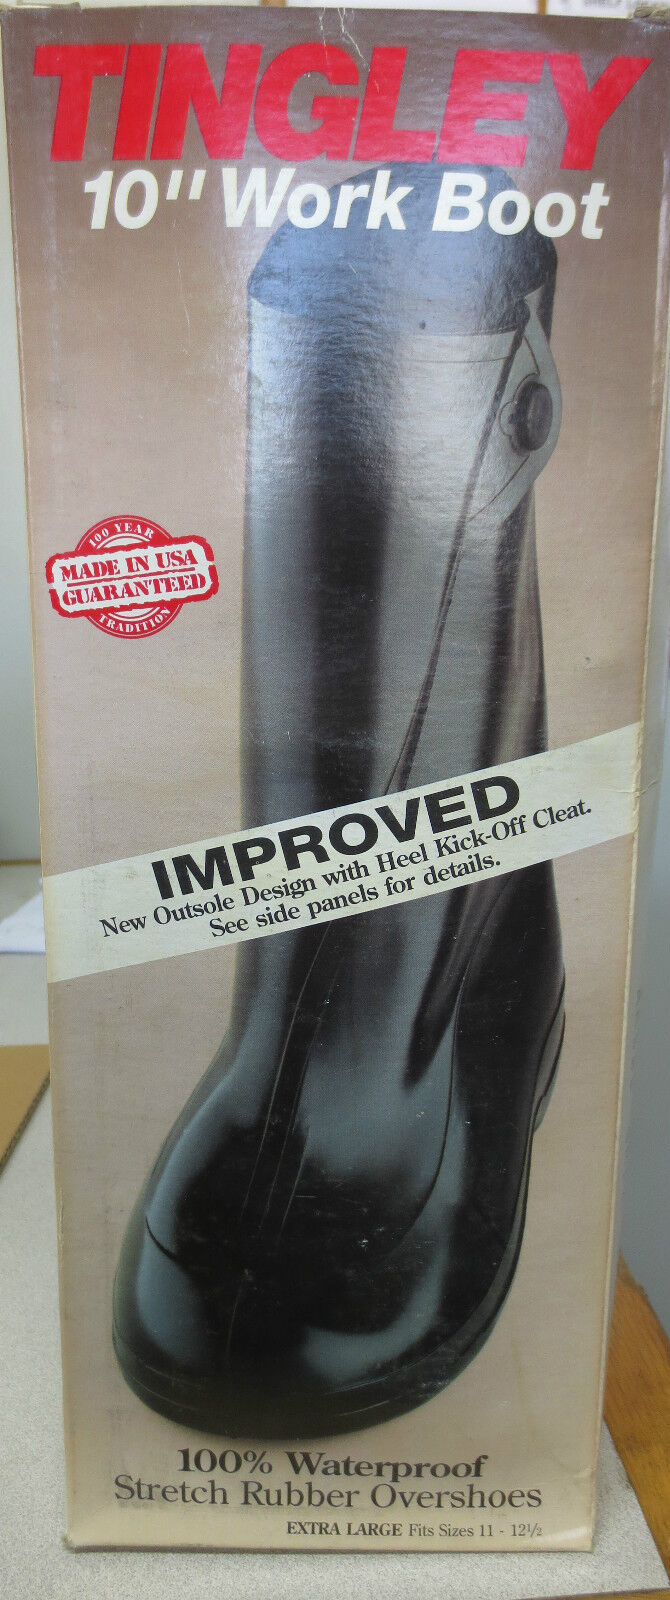 TINGLEY
10" Work Boot
100 YEAR
MADE IN USA
GUARANTEED
TRADITION
IMPROVED
New Outsole Design with Heel Kick-Off Cleat.
See side panels for details.
100% Waterproof
Stretch Rubber Overshoes
EXTRA LARGE Fits Sizes 11 - 12½